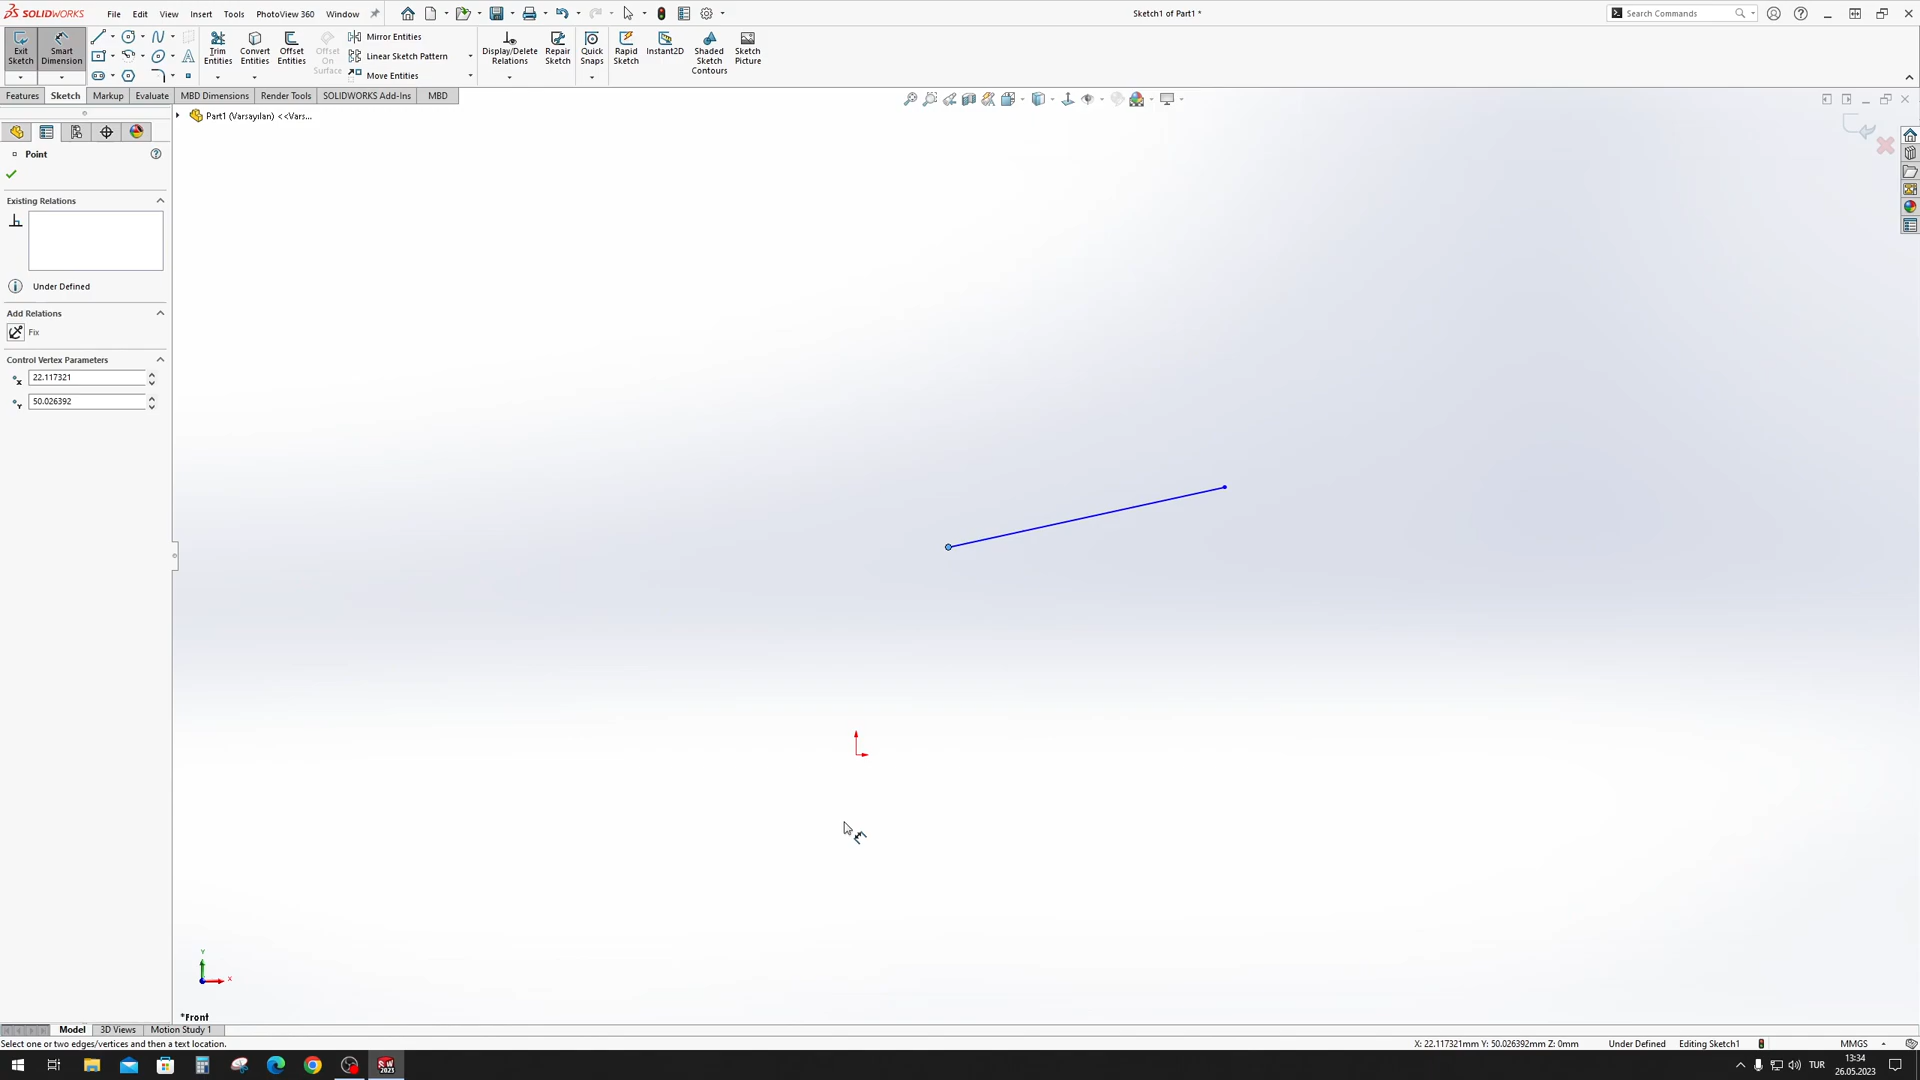 SOLIDWORKS File Edit View Insert Tools PhotoView 360 Window Sketch1 of Part1 * Search Commands
Exit Sketch
Smart Dimension
Trim Entities
Convert Entities
Offset Entities
Offset On Surface
Mirror Entities
Linear Sketch Pattern
Move Entities
Display/Delete Relations
Repair Sketch
Quick Snaps
Rapid Sketch
Instant2D
Shaded Sketch Contours
Sketch Picture
Features Sketch Markup Evaluate MBD Dimensions Render Tools SOLIDWORKS Add-Ins MBD
Part1 (Varsayılan) <<Vars...
Point
Existing Relations
Under Defined
Add Relations
Fix
Control Vertex Parameters
22.117321
50.026392
Y
X
*Front
Model 3D Views Motion Study 1
Select one or two edges/vertices and then a text location. X: 22.117321mm Y: 50.026392mm Z: 0mm Under Defined Editing Sketch1 MMGS
TUR
13:34
26.05.2023